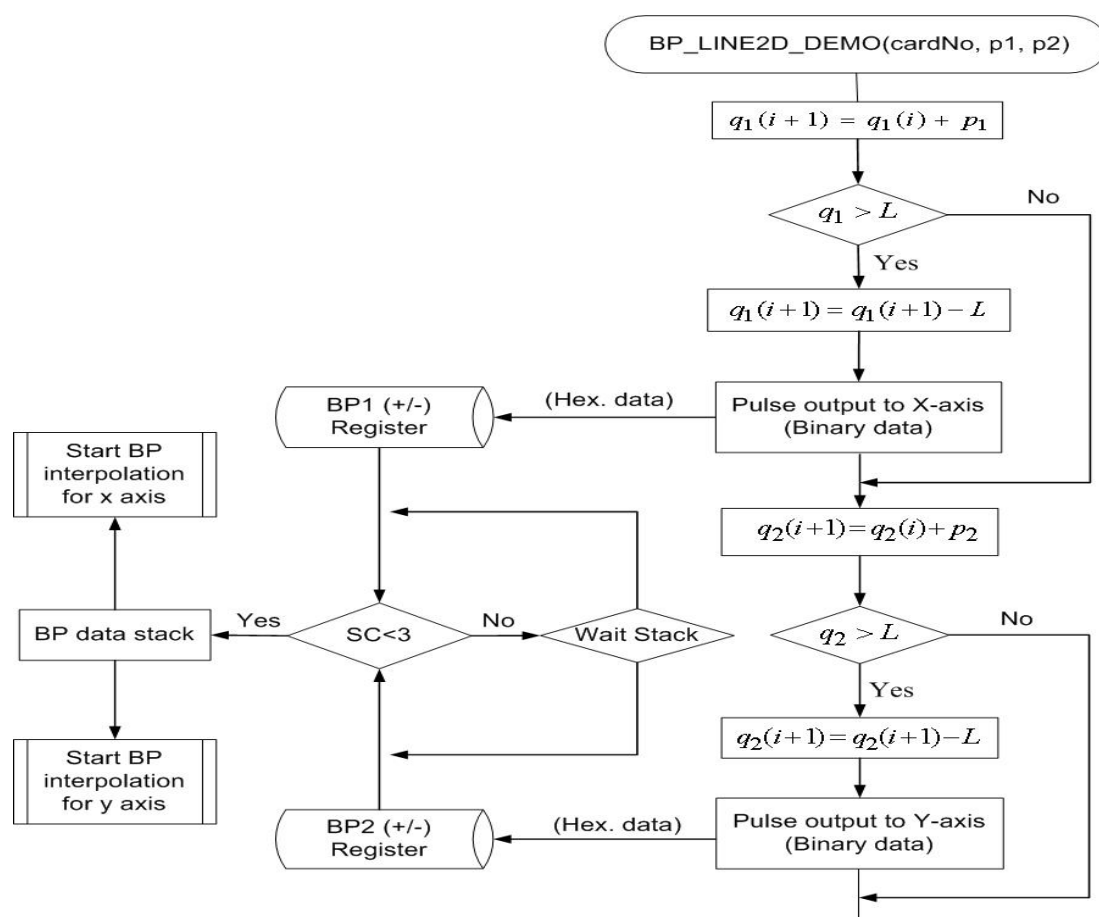 BP_LINE2D_DEMO(cardNo, p1, p2)
q₁(i+1) = q₁(i) + p₁
q₁ > L
No
Yes
q₁(i+1) = q₁(i+1) − L
Pulse output to X-axis
(Binary data)
(Hex. data)
BP1 (+/-)
Register
Start BP
interpolation
for x axis
q₂(i+1) = q₂(i) + p₂
BP data stack
Yes
SC<3
No
Wait Stack
q₂ > L
No
Yes
q₂(i+1) = q₂(i+1) − L
Start BP
interpolation
for y axis
BP2 (+/-)
Register
(Hex. data)
Pulse output to Y-axis
(Binary data)